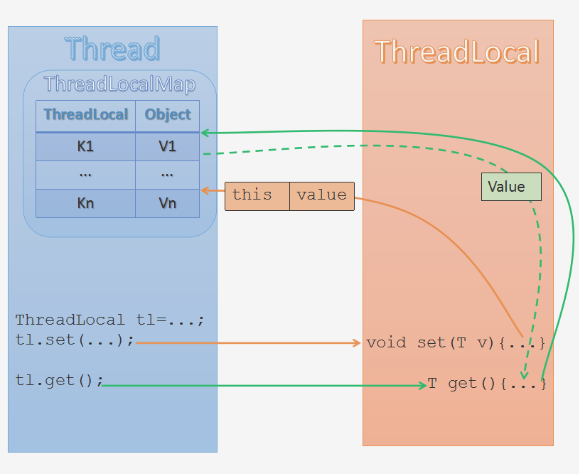 Thread
ThreadLocal
ThreadLocalMap
ThreadLocal Object
K1 V1
... ...
Kn Vn
this value
Value
ThreadLocal tl=...;
tl.set(...);
void set(T v){...}
tl.get();
T get(){...}